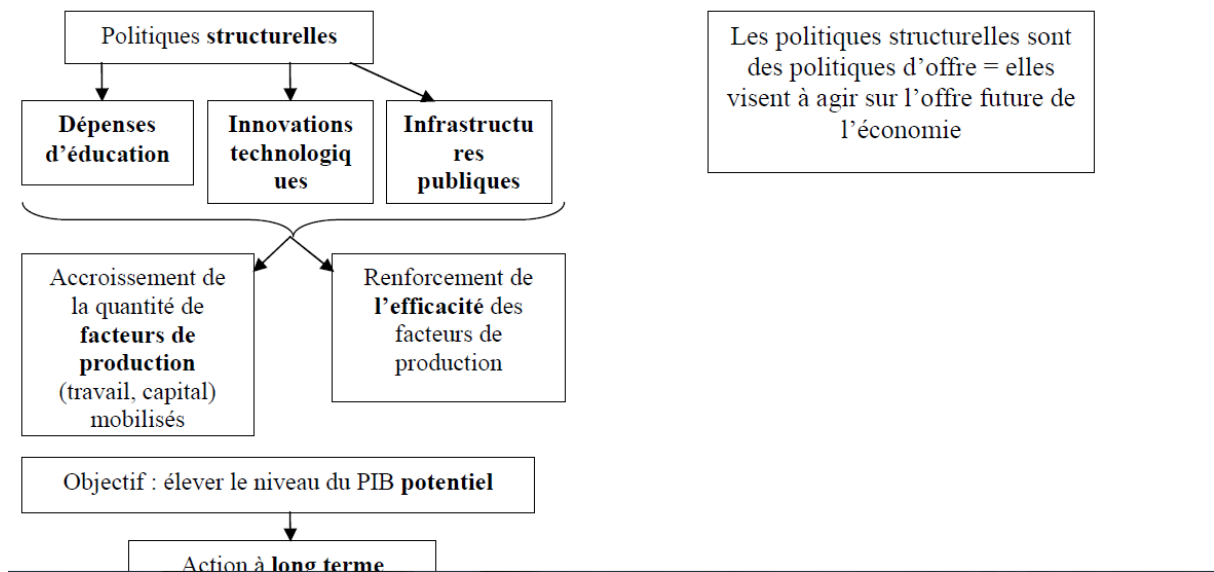 Politiques structurelles
Les politiques structurelles sont
des politiques d’offre = elles
visent à agir sur l’offre future de
l’économie
Dépenses
d’éducation
Innovations
technologiq
ues
Infrastructu
res
publiques
Accroissement de
la quantité de
facteurs de
production
(travail, capital)
mobilisés
Renforcement de
l’efficacité des
facteurs de
production
Objectif : élever le niveau du PIB potentiel
Action à long terme